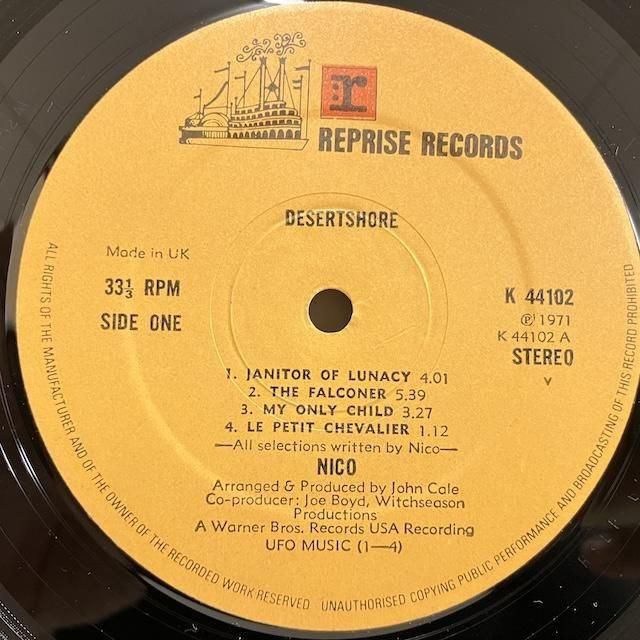 r
REPRISE RECORDS
DESERTSHORE
Made in UK
33⅓ RPM
SIDE ONE
K 44102
Ⓟ 1971
K 44102 A
STEREO
v
1. JANITOR OF LUNACY 4.01
2. THE FALCONER 5.39
3. MY ONLY CHILD 3.27
4. LE PETIT CHEVALIER 1.12
—All selections written by Nico—
NICO
Arranged & Produced by John Cale
Co-producer: Joe Boyd, Witchseason
Productions
A Warner Bros. Records USA Recording
UFO MUSIC (1—4)
ALL RIGHTS OF THE MANUFACTURER AND OF THE OWNER OF THE RECORDED WORK RESERVED UNAUTHORISED COPYING PUBLIC PERFORMANCE AND BROADCASTING OF THIS RECORD PROHIBITED